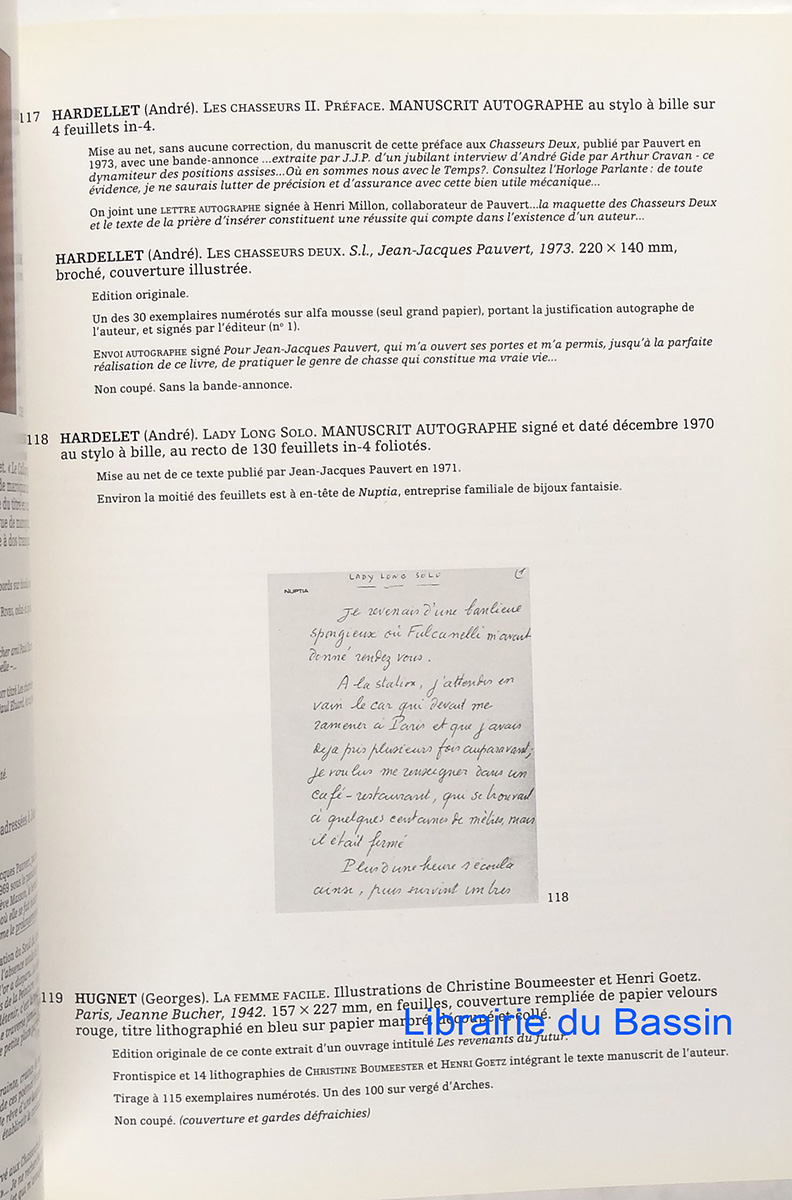 117 HARDELLET (André). LES CHASSEURS II. PRÉFACE. MANUSCRIT AUTOGRAPHE au stylo à bille sur
4 feuillets in-4.
Mise au net, sans aucune correction, du manuscrit de cette préface aux Chasseurs Deux, publié par Pauvert en
1973, avec une bande-annonce ...extraite par J.J.P. d'un jubilant interview d'André Gide par Arthur Cravan - ce
dynamiteur des positions assises...Où en sommes nous avec le Temps?. Consultez l'Horloge Parlante : de toute
évidence, je ne saurais lutter de précision et d'assurance avec cette bien utile mécanique...
On joint une LETTRE AUTOGRAPHE signée à Henri Millon, collaborateur de Pauvert...la maquette des Chasseurs Deux
et le texte de la prière d'insérer constituent une réussite qui compte dans l'existence d'un auteur...
HARDELLET (André). LES CHASSEURS DEUX. S.l., Jean-Jacques Pauvert, 1973. 220 × 140 mm,
broché, couverture illustrée.
Edition originale.
Un des 30 exemplaires numérotés sur alfa mousse (seul grand papier), portant la justification autographe de
l'auteur, et signés par l'éditeur (n° 1).
ENVOI AUTOGRAPHE signé Pour Jean-Jacques Pauvert, qui m'a ouvert ses portes et m'a permis, jusqu'à la parfaite
réalisation de ce livre, de pratiquer le genre de chasse qui constitue ma vraie vie...
Non coupé. Sans la bande-annonce.
118 HARDELET (André). LADY LONG SOLO. MANUSCRIT AUTOGRAPHE signé et daté décembre 1970
au stylo à bille, au recto de 130 feuillets in-4 foliotés.
Mise au net de ce texte publié par Jean-Jacques Pauvert en 1971.
Environ la moitié des feuillets est à en-tête de Nuptia, entreprise familiale de bijoux fantaisie.
LADY LONG SOLO
1
NUPTIA
Je revenais d'une banlieue
spongieux où Fulcanelli m'avait
donné rendez vous.
A la station, j'attendis en
vain le car qui devait me
ramener à Paris et que j'avais
déjà pris plusieurs fois auparavant;
je voulus me renseigner dans un
café-restaurant, qui se trouvait
à quelques centaines de mètres, mais
il était fermé
Plus d'une heure s'écoula
ainsi, puis survint un très
118
119 HUGNET (Georges). LA FEMME FACILE. Illustrations de Christine Boumeester et Henri Goetz.
Paris, Jeanne Bucher, 1942. 157 × 227 mm, en feuilles, couverture rempliée de papier velours
rouge, titre lithographié en bleu sur papier marbré, découpé et collé.
Librairie du Bassin
Edition originale de ce conte extrait d'un ouvrage intitulé Les revenants du futur.
Frontispice et 14 lithographies de CHRISTINE BOUMEESTER et HENRI GOETZ intégrant le texte manuscrit de l'auteur.
Tirage à 115 exemplaires numérotés. Un des 100 sur vergé d'Arches.
Non coupé. (couverture et gardes défraichies)